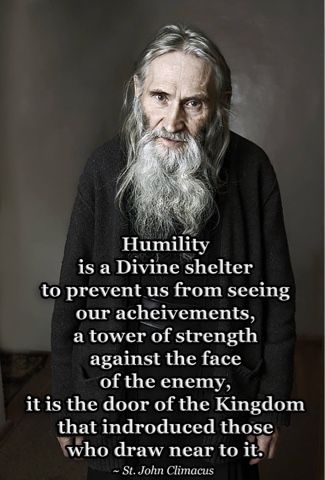 Humility
is a Divine shelter
to prevent us from seeing
our acheivements,
a tower of strength
against the face
of the enemy,
it is the door of the Kingdom
that indroduced those
who draw near to it.
~ St. John Climacus